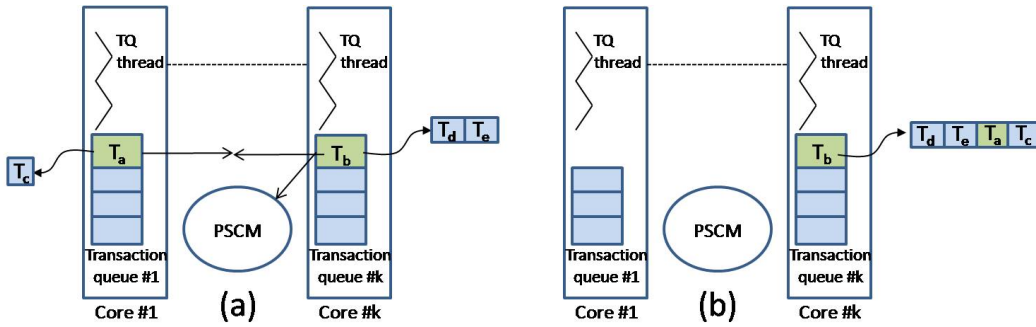 TQ
thread
TQ
thread
Ta
Tb
Td Te
Tc
PSCM
Transaction
queue #1
Transaction
queue #k
Core #1
(a)
Core #k
TQ
thread
TQ
thread
Td Te Ta Tc
Tb
PSCM
Transaction
queue #1
Transaction
queue #k
Core #1
(b)
Core #k